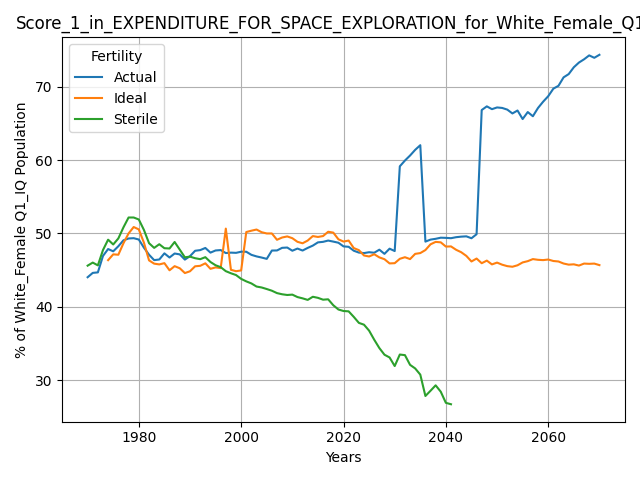 Score_1_in_EXPENDITURE_FOR_SPACE_EXPLORATION_for_White_Female_Q1
Fertility
Actual
Ideal
Sterile
% of White_Female Q1_IQ Population
70
60
50
40
30
1980
2000
2020
2040
2060
Years